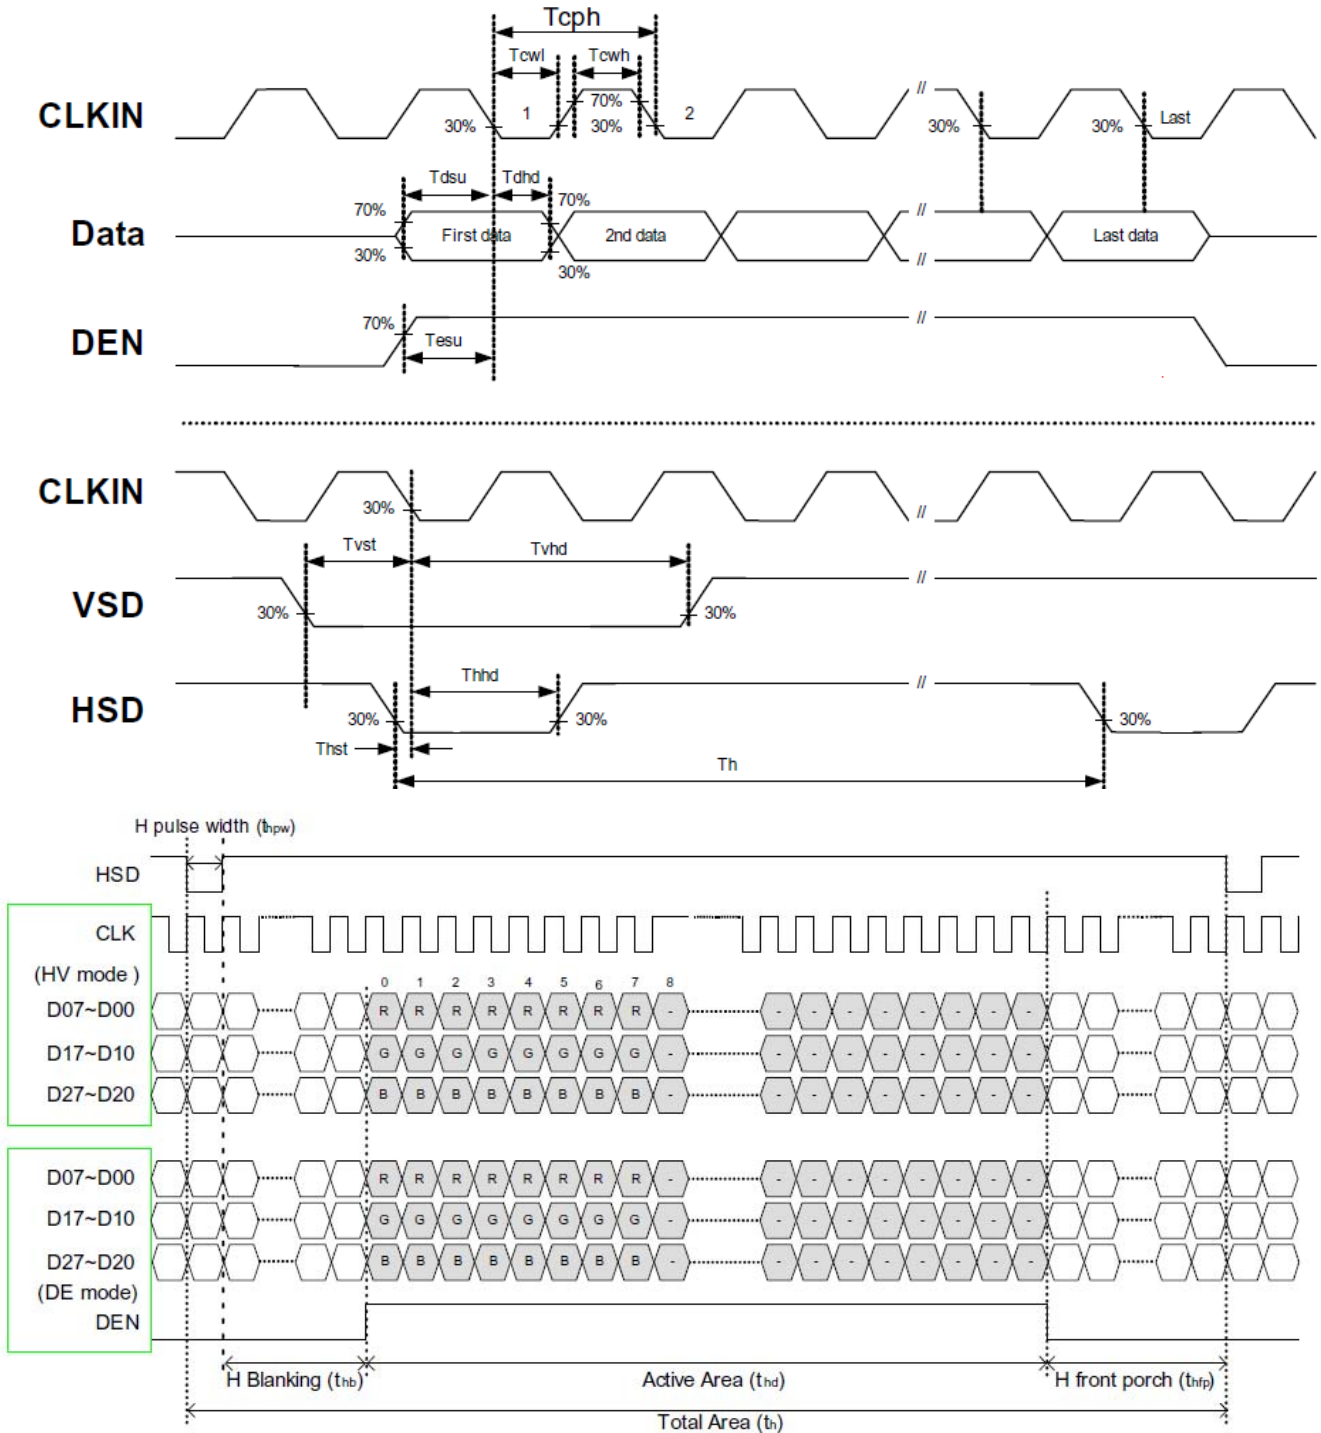 Tcph
Tcwl Tcwh
CLKIN 30% 1 70% 30% 2 // 30% 30% Last
Tdsu Tdhd
70% 70%
Data First data 2nd data // // Last data
30% 30%
DEN 70% //
Tesu
CLKIN 30% //
Tvst Tvhd
VSD 30% 30% //
Thhd
HSD 30% 30% // 30%
Thst
Th
H pulse width (thpw)
HSD
CLK
(HV mode )
0 1 2 3 4 5 6 7 8
D07~D00 R R R R R R R R - - - - - - - - -
D17~D10 G G G G G G G G - - - - - - - - -
D27~D20 B B B B B B B B - - - - - - - - -
D07~D00 R R R R R R R R - - - - - - - - -
D17~D10 G G G G G G G G - - - - - - - - -
D27~D20 B B B B B B B B - - - - - - - - -
(DE mode)
DEN
H Blanking (thb) Active Area (thd) H front porch (thfp)
Total Area (th)